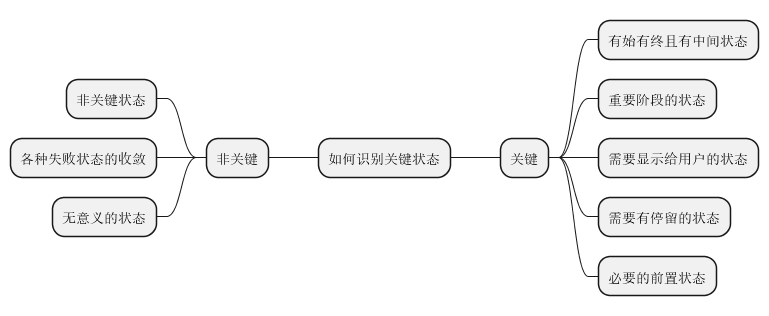 如何识别关键状态
关键
有始有终且有中间状态
重要阶段的状态
需要显示给用户的状态
需要有停留的状态
必要的前置状态
非关键
非关键状态
各种失败状态的收敛
无意义的状态